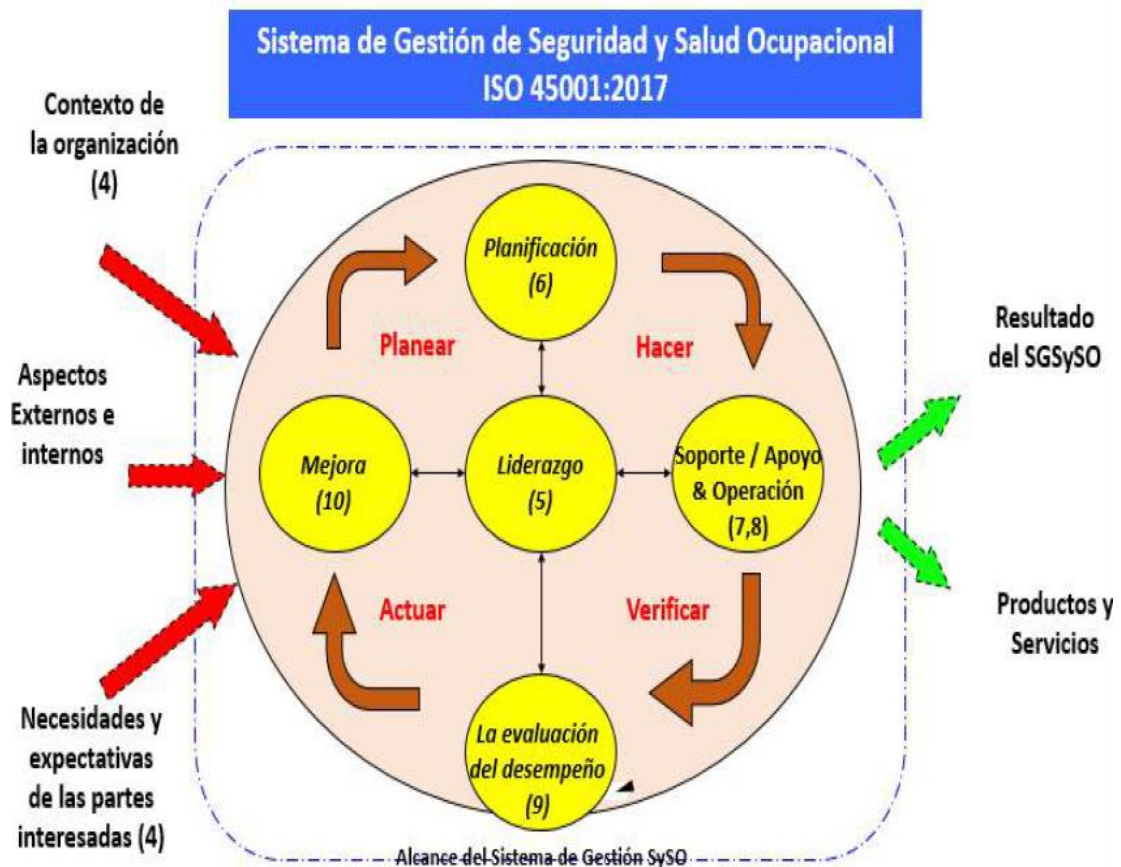 Sistema de Gestión de Seguridad y Salud Ocupacional
ISO 45001:2017
Contexto de
la organización
(4)
Aspectos
Externos e
internos
Necesidades y
expectativas
de las partes
interesadas (4)
Planificación
(6)
Planear
Hacer
Mejora
(10)
Liderazgo
(5)
Soporte / Apoyo
& Operación
(7,8)
Actuar
Verificar
La evaluación
del desempeño
(9)
Resultado
del SGSySO
Productos y
Servicios
Alcance del Sistema de Gestión SySO